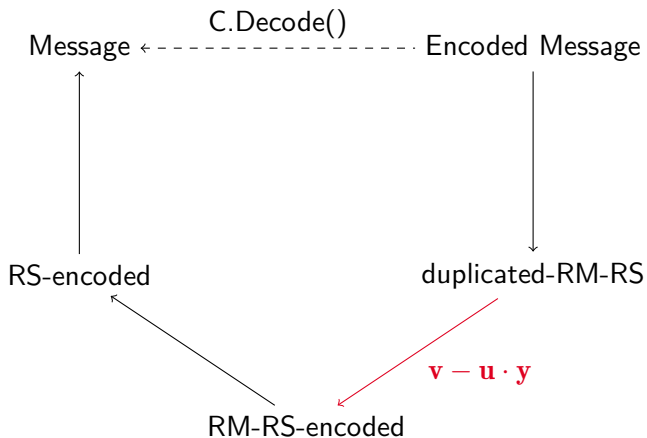 C.Decode()
Message
Encoded Message
RS-encoded
duplicated-RM-RS
v − u · y
RM-RS-encoded